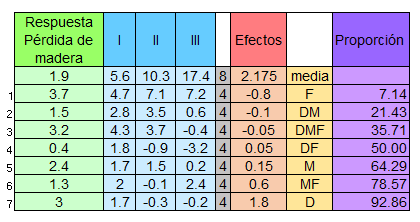 Respuesta Pérdida de madera I II III Efectos Proporción
1.9 5.6 10.3 17.4 8 2.175 media
1 3.7 4.7 7.1 7.2 4 -0.8 F 7.14
2 1.5 2.8 3.5 0.6 4 -0.1 DM 21.43
3 3.2 4.3 3.7 -0.4 4 -0.05 DMF 35.71
4 0.4 1.8 -0.9 -3.2 4 0.05 DF 50.00
5 2.4 1.7 1.5 0.2 4 0.15 M 64.29
6 1.3 2 -0.1 2.4 4 0.6 MF 78.57
7 3 1.7 -0.3 -0.2 4 1.8 D 92.86